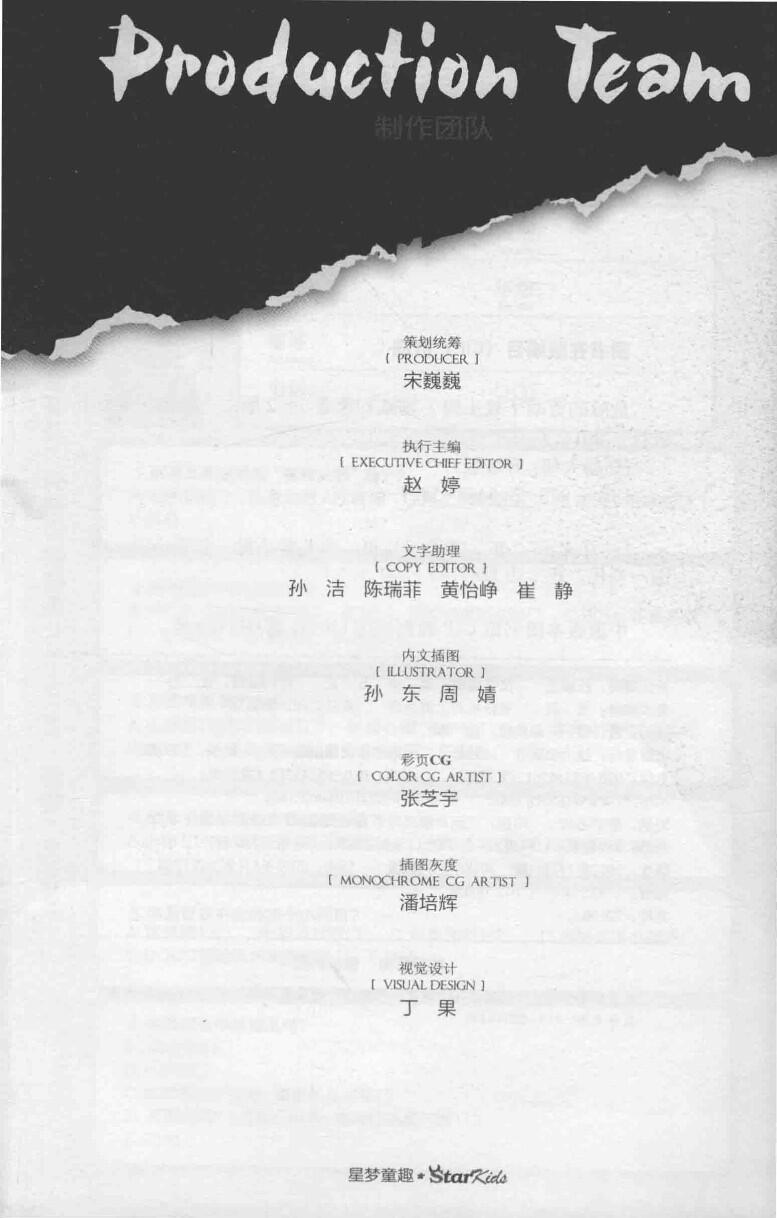 Production Team
制作团队
策划统筹
[ PRODUCER ]
宋巍巍
执行主编
[ EXECUTIVE CHIEF EDITOR ]
赵　婷
文字助理
[ COPY EDITOR ]
孙　洁　陈瑞菲　黄怡峥　崔　静
内文插图
[ ILLUSTRATOR ]
孙　东　周　婧
彩页CG
[ COLOR CG ARTIST ]
张芝宇
插图灰度
[ MONOCHROME CG ARTIST ]
潘培辉
视觉设计
[ VISUAL DESIGN ]
丁　果
星梦童趣★StarKids